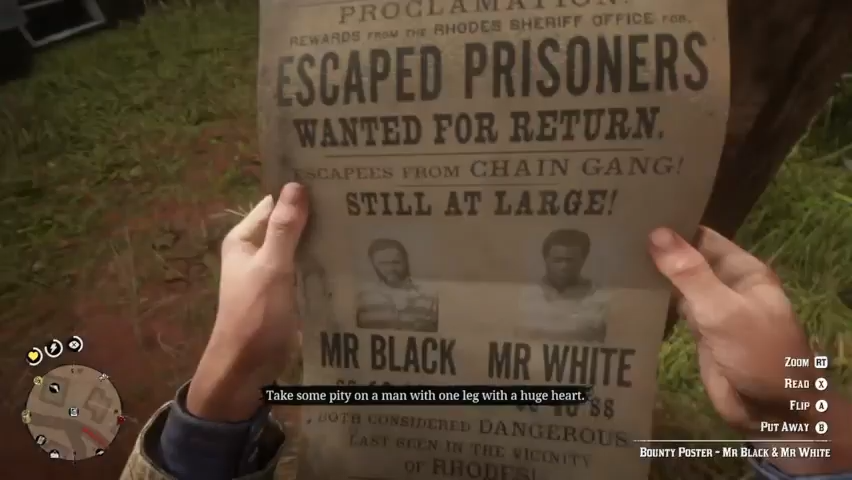 PROCLAMATION!
REWARDS FROM THE RHODES SHERIFF OFFICE FOR,
ESCAPED PRISONERS
WANTED FOR RETURN.
ESCAPEES FROM CHAIN GANG!
STILL AT LARGE!
MR BLACK MR WHITE
Take some pity on a man with one leg with a huge heart.
BOTH CONSIDERED DANGEROUS
LAST SEEN IN THE VICINITY
OF RHODES!
ZOOM RT
READ X
FLIP A
PUT AWAY B
BOUNTY POSTER - MR BLACK & MR WHITE